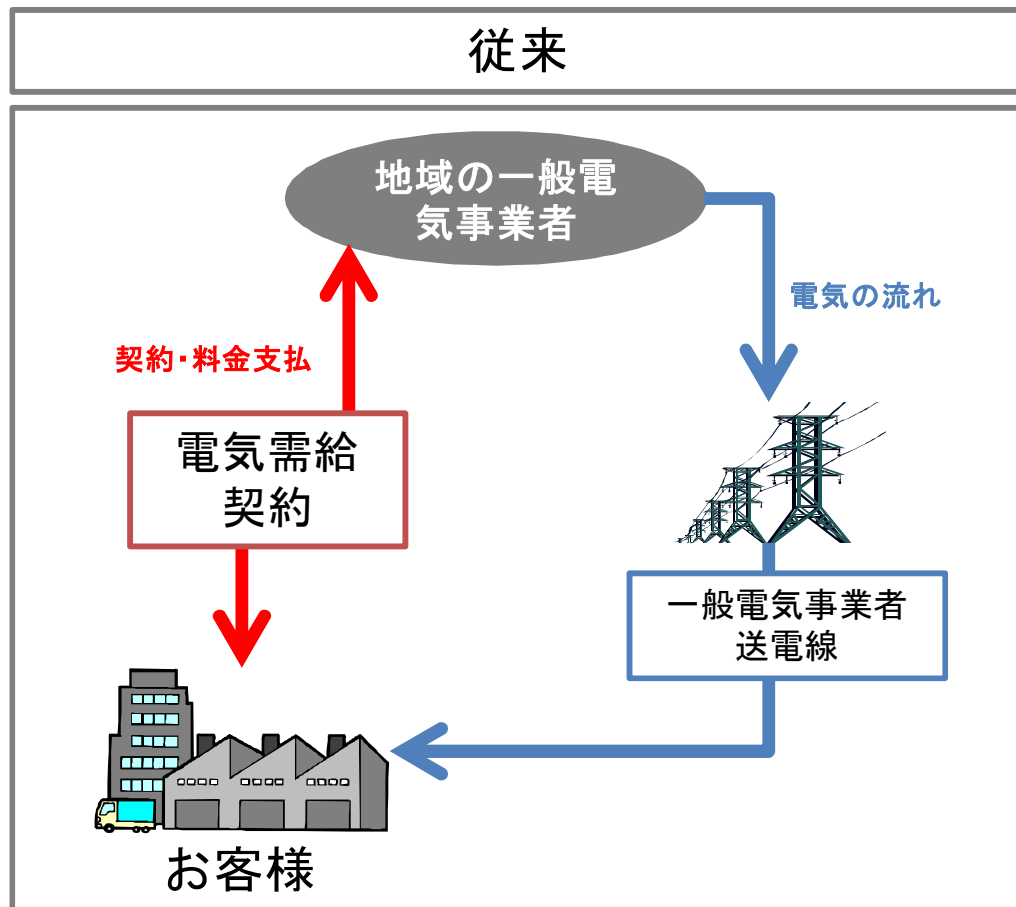 従来
地域の一般電
気事業者
電気の流れ
契約・料金支払
電気需給
契約
一般電気事業者
送電線
お客様